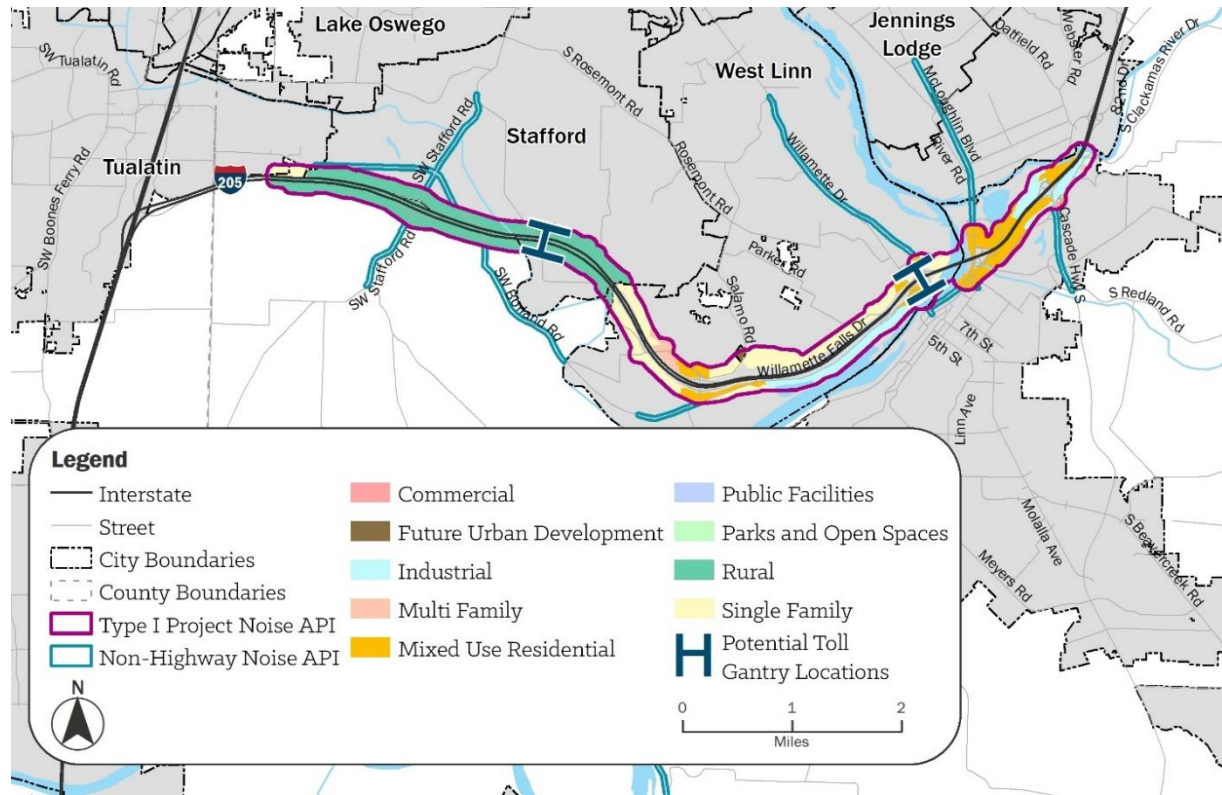 Lake Oswego
Jennings
Lodge
Oatfield Rd
Webster Rd
82nd Dr
S Clackamas River Dr
SW Tualatin Rd
S Rosemont Rd
West Linn
McLoughlin Blvd
River Rd
SW Stafford Rd
Stafford
Willamette Dr
Tualatin
205
SW Boones Ferry Rd
Rosemont Rd
Parker Rd
Cascade Hwy S
SW Stafford Rd
SW Borland Rd
Salamo Rd
Willamette Falls Dr
S Redland Rd
7th St
5th St
Linn Ave
Molalla Ave
S Beavercreek Rd
Meyers Rd
Legend
Interstate
Street
City Boundaries
County Boundaries
Type I Project Noise API
Non-Highway Noise API
N
Commercial
Future Urban Development
Industrial
Multi Family
Mixed Use Residential
Public Facilities
Parks and Open Spaces
Rural
Single Family
Potential Toll
Gantry Locations
0 1 2
Miles